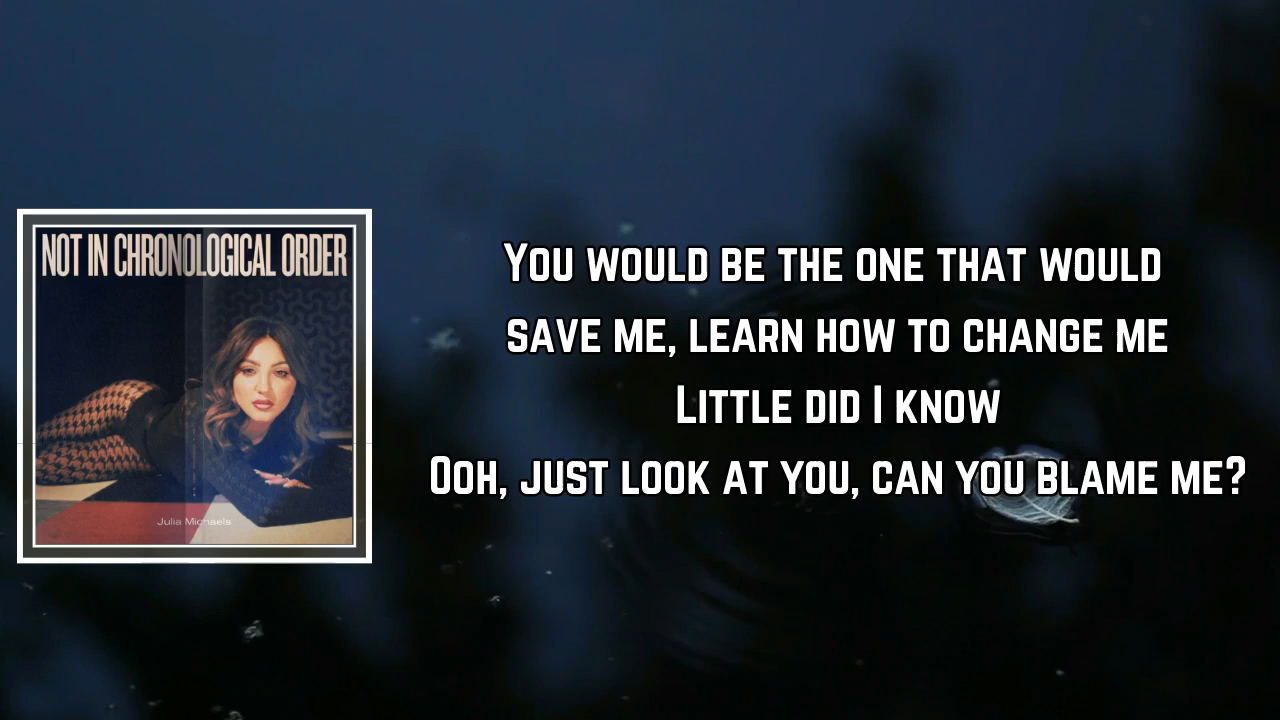 NOT IN CHRONOLOGICAL ORDER
Julia Michaels
You would be the one that would
save me, learn how to change me
Little did I know
Ooh, just look at you, can you blame me?